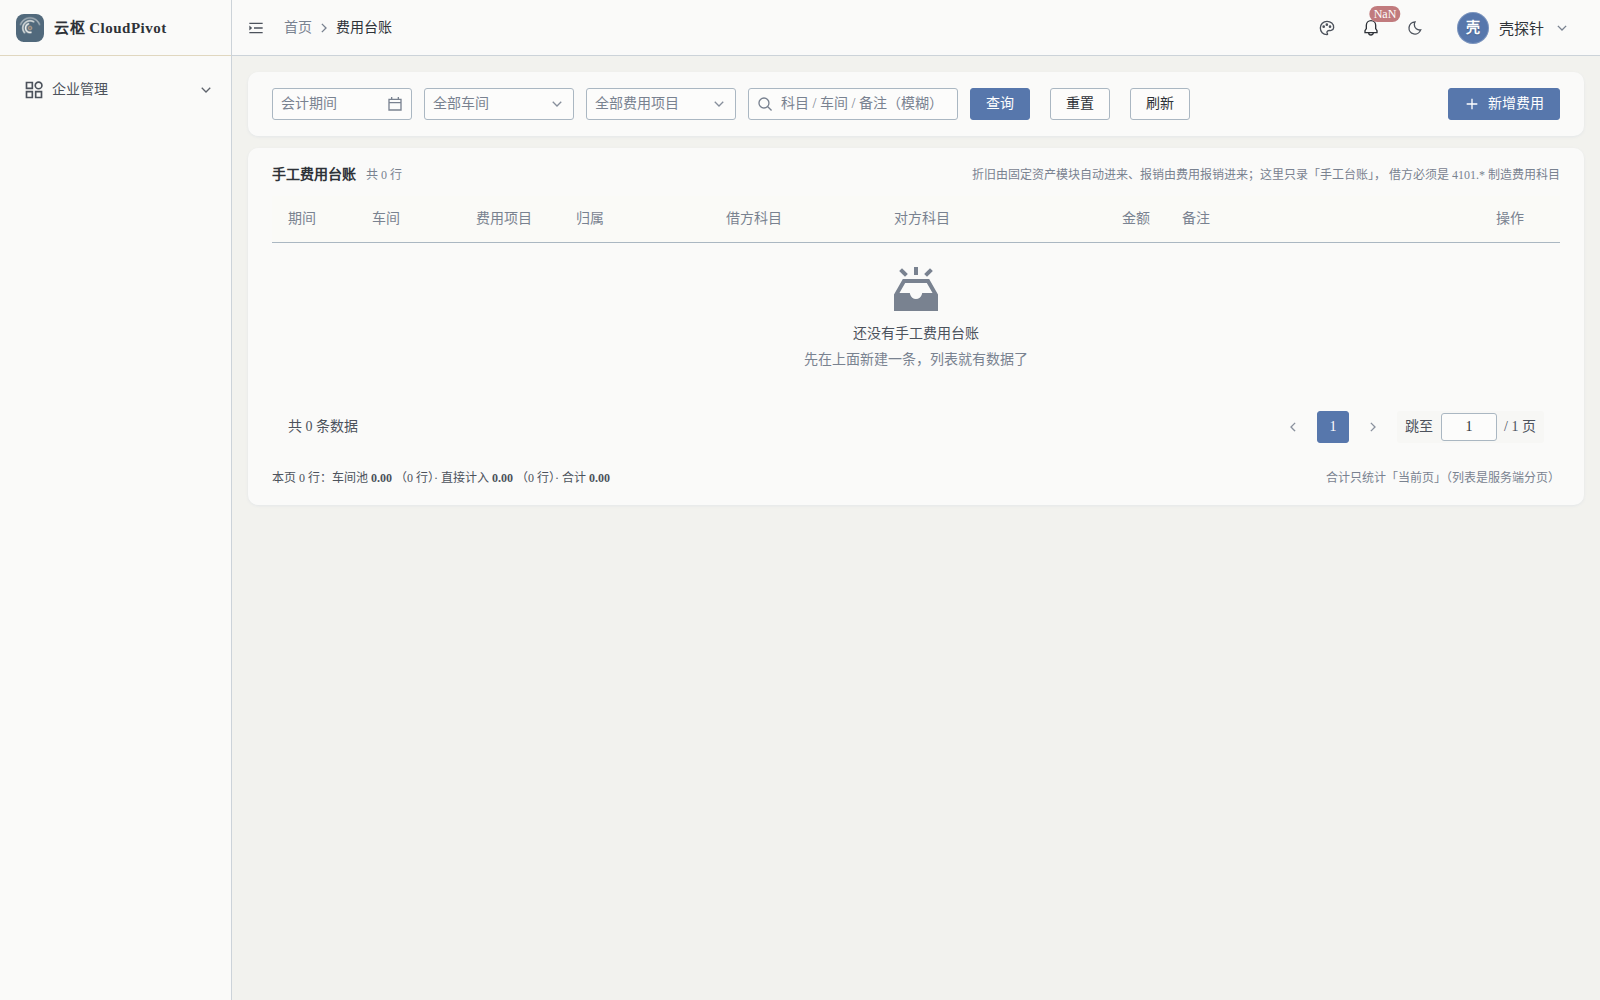 云枢 CloudPivot
首页 > 费用台账
NaN
壳 壳探针
企业管理
会计期间 全部车间 全部费用项目 科目 / 车间 / 备注（模糊） 查询 重置 刷新 新增费用
手工费用台账 共 0 行 折旧由固定资产模块自动进来、报销由费用报销进来；这里只录「手工台账」，借方必须是 4101.* 制造费用科目
期间 车间 费用项目 归属 借方科目 对方科目 金额 备注 操作
还没有手工费用台账
先在上面新建一条，列表就有数据了
共 0 条数据 1 跳至 1 / 1 页
本页 0 行：车间池 0.00 （0 行）· 直接计入 0.00 （0 行）· 合计 0.00 合计只统计「当前页」（列表是服务端分页）